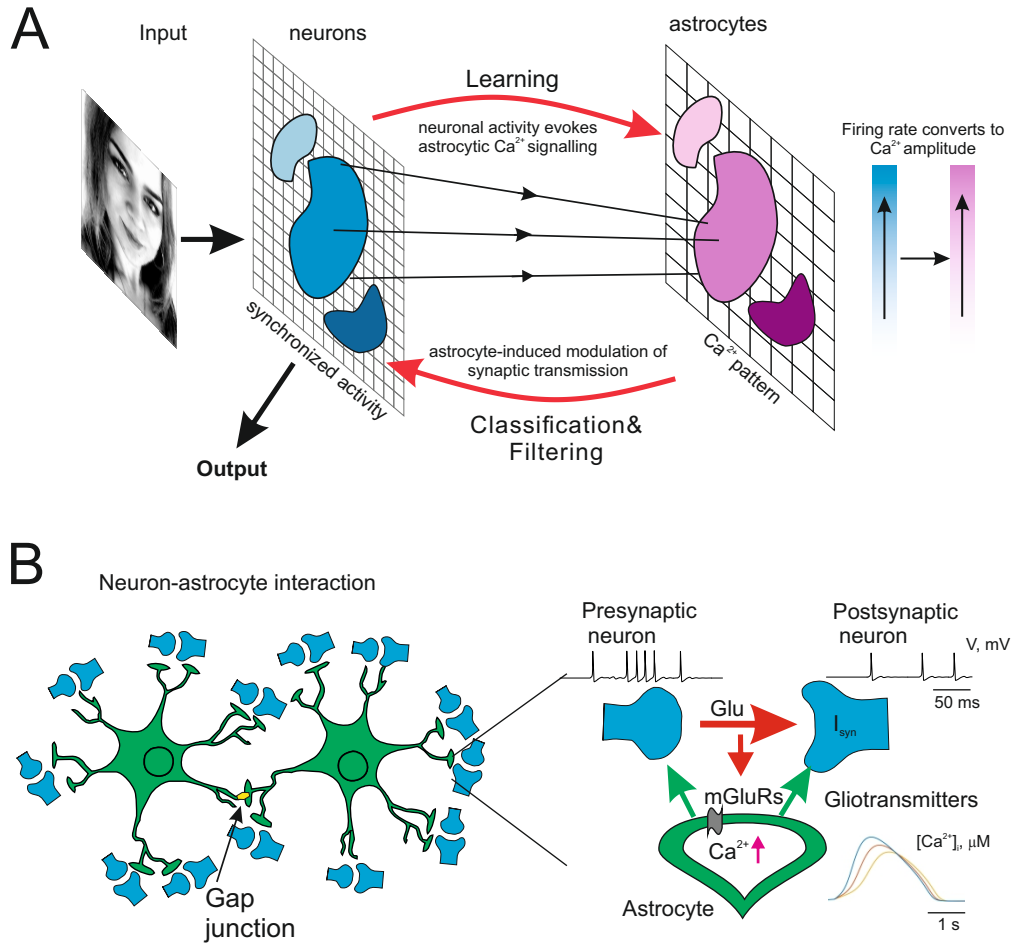 A
Input
neurons
astrocytes
Learning
neuronal activity evokes
astrocytic Ca²⁺ signalling
Firing rate converts to
Ca²⁺ amplitude
synchronized activity
Ca²⁺ pattern
astrocyte-induced modulation of
synaptic transmission
Classification&
Filtering
Output
B
Neuron-astrocyte interaction
Gap
junction
Presynaptic
neuron
Postsynaptic
neuron
V, mV
50 ms
Glu
Isyn
mGluRs
Gliotransmitters
Ca²⁺
[Ca²⁺]i, μM
Astrocyte
1 s